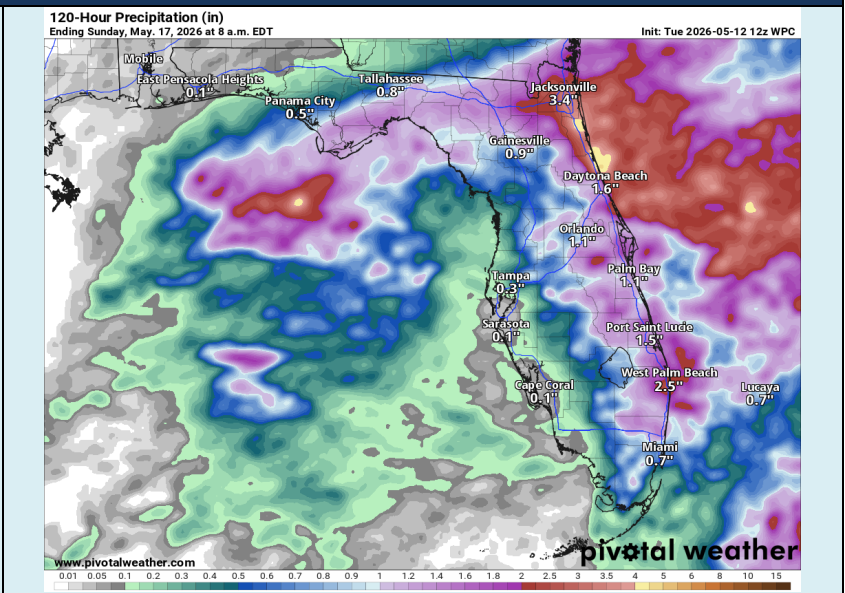 120-Hour Precipitation (in)
Ending Sunday, May. 17, 2026 at 8 a.m. EDT
Init: Tue 2026-05-12 12z WPC
Mobile
East Pensacola Heights
0.1"
Tallahassee
0.8"
Panama City
0.5"
Jacksonville
3.4"
Gainesville
0.9"
Daytona Beach
1.6"
Orlando
1.1"
Tampa
0.3"
Palm Bay
1.1"
Sarasota
0.1"
Port Saint Lucie
1.5"
West Palm Beach
2.5"
Cape Coral
0.1"
Lucaya
0.7"
Miami
0.7"
www.pivotalweather.com
pivotal weather
0.01 0.05 0.1 0.2 0.3 0.4 0.5 0.6 0.7 0.8 0.9 1 1.2 1.4 1.6 1.8 2 2.5 3 3.5 4 5 6 8 10 15